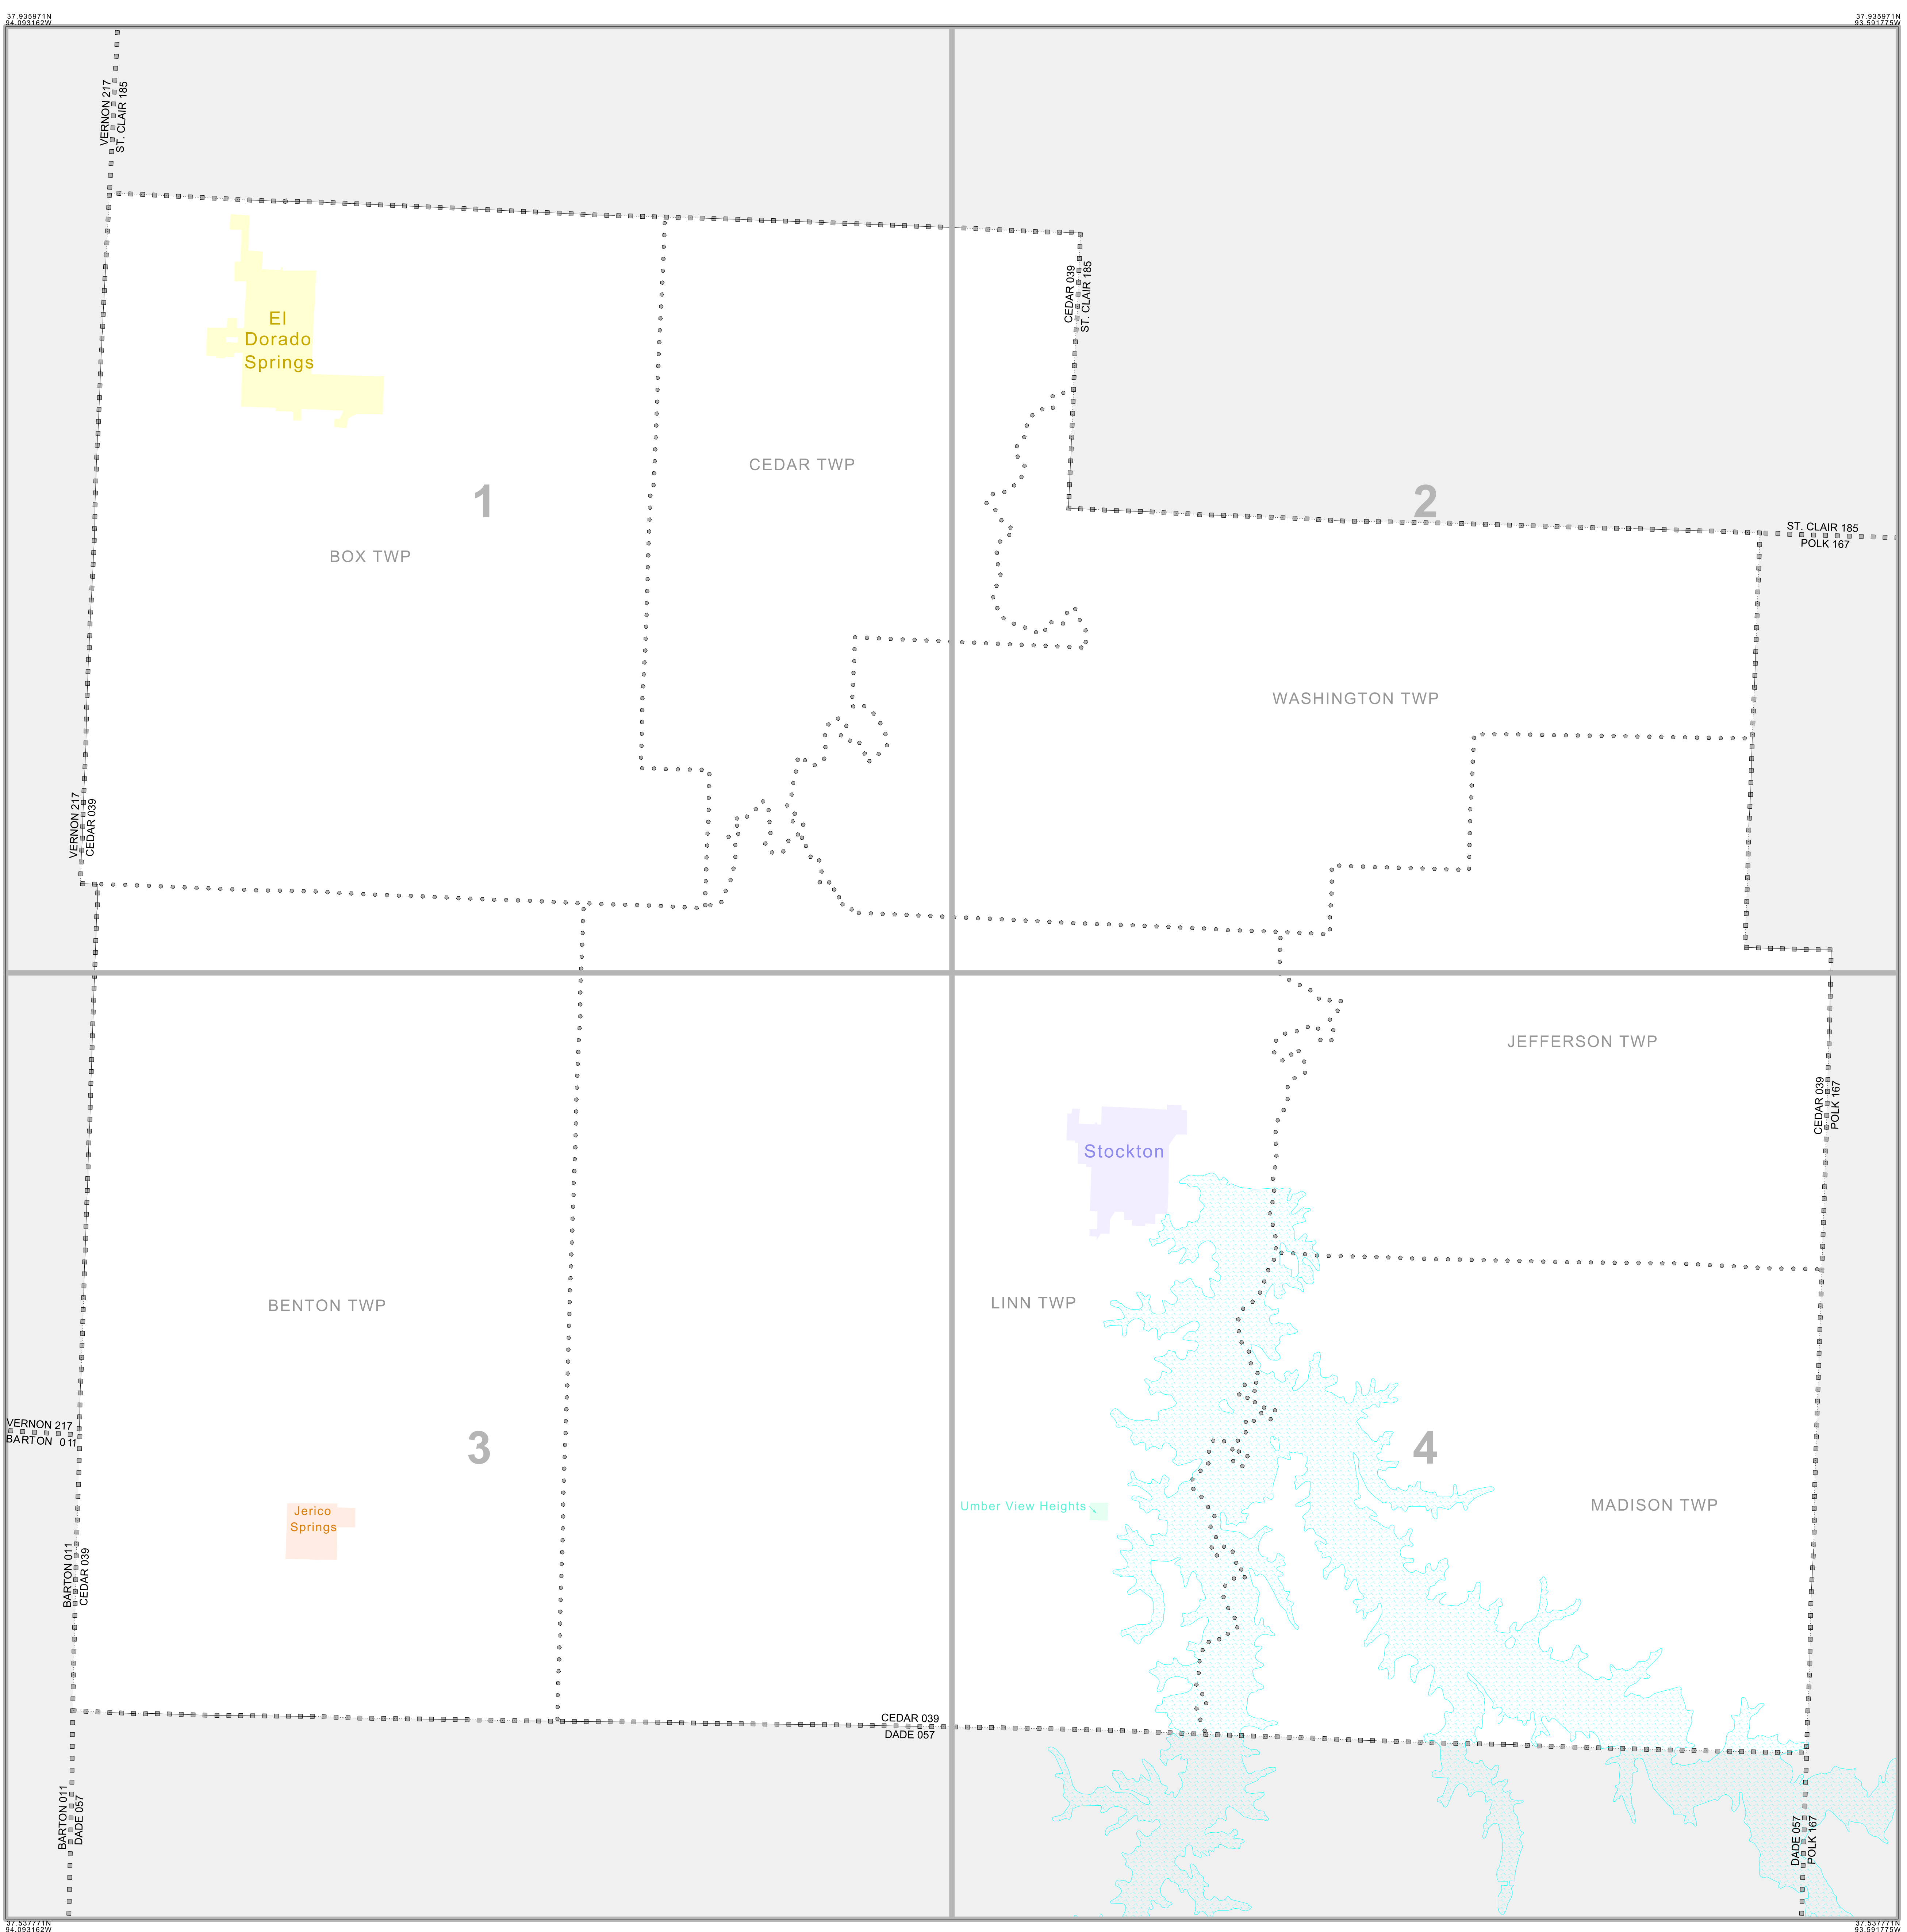 37.935971N
94.093162W
37.935971N
93.591775W
VERNON 217
ST. CLAIR 185
CEDAR 039
ST. CLAIR 185
El
Dorado
Springs
CEDAR TWP
1
2
ST. CLAIR 185
POLK 167
BOX TWP
WASHINGTON TWP
VERNON 217
CEDAR 039
JEFFERSON TWP
CEDAR 039
POLK 167
Stockton
BENTON TWP
LINN TWP
VERNON 217
BARTON 011
3
4
Umber View Heights
MADISON TWP
Jerico
Springs
BARTON 011
CEDAR 039
CEDAR 039
DADE 057
BARTON 011
DADE 057
DADE 057
POLK 167
37.537771N
94.093162W
37.537771N
93.591775W